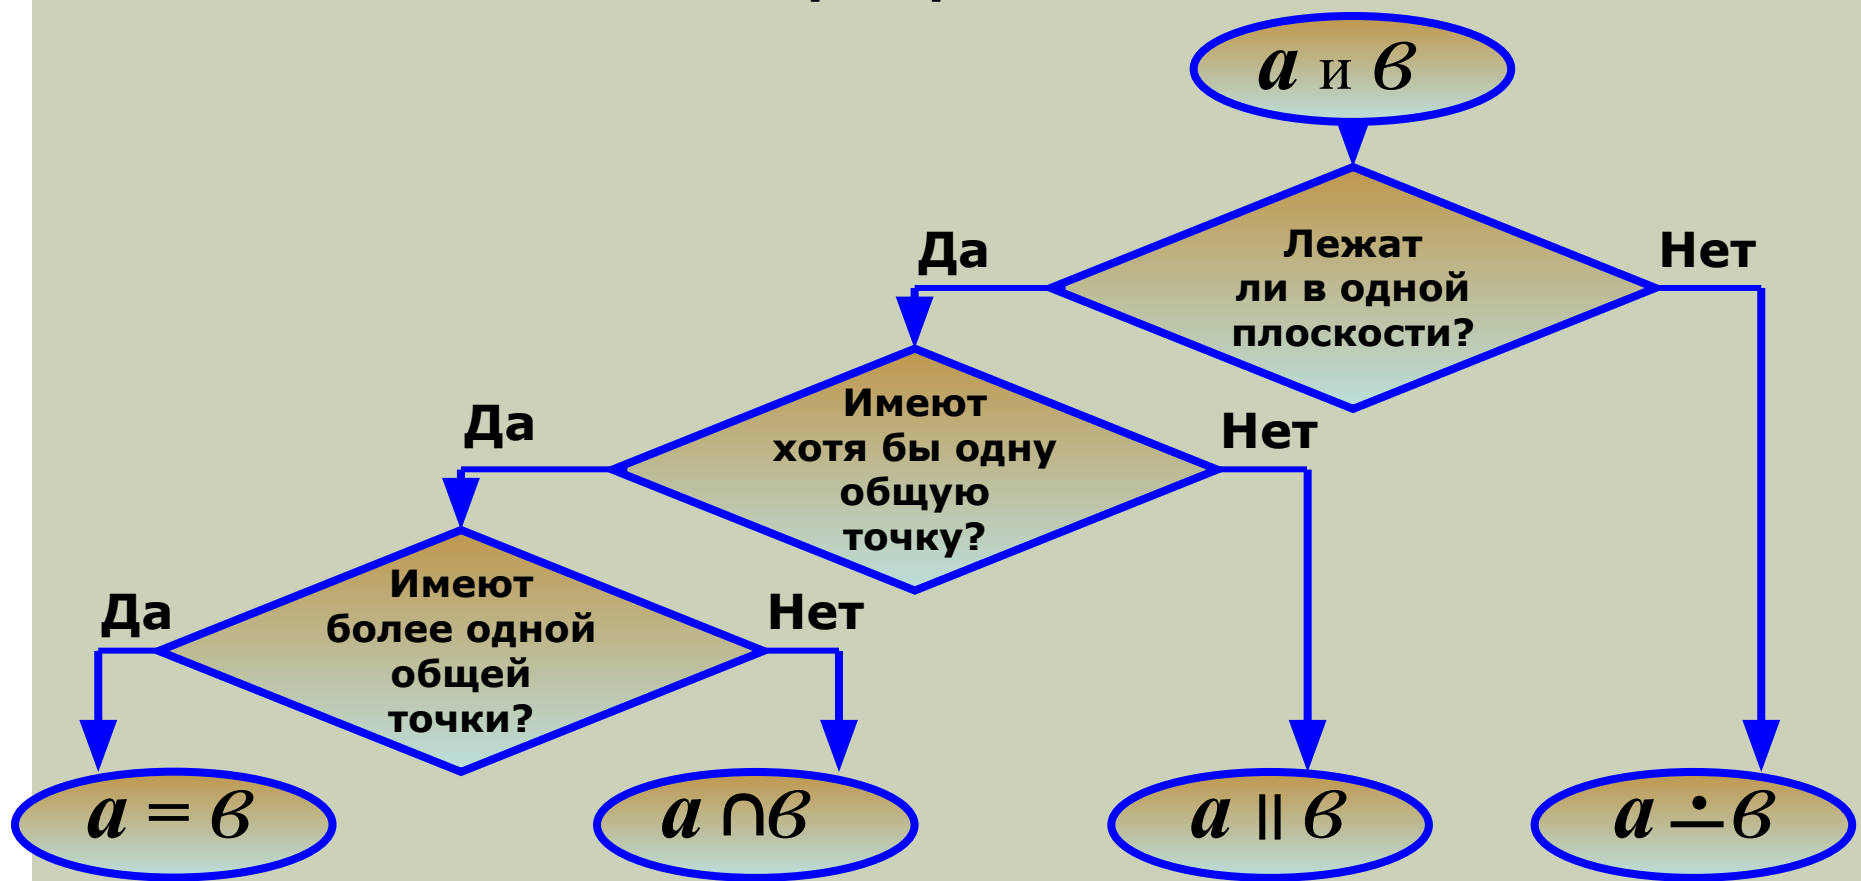 а и в
Да
Лежат
ли в одной
плоскости?
Нет
Да
Имеют
хотя бы одну
общую
точку?
Нет
Да
Имеют
более одной
общей
точки?
Нет
а = в
а ∩ в
а || в
а ∸ в